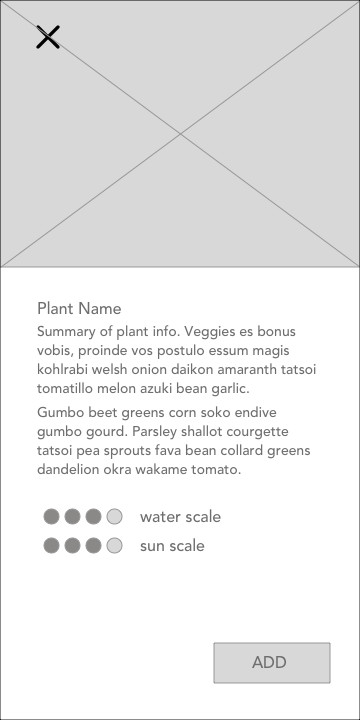 Plant Name
Summary of plant info. Veggies es bonus
vobis, proinde vos postulo essum magis
kohlrabi welsh onion daikon amaranth tatsoi
tomatillo melon azuki bean garlic.
Gumbo beet greens corn soko endive
gumbo gourd. Parsley shallot courgette
tatsoi pea sprouts fava bean collard greens
dandelion okra wakame tomato.
water scale
sun scale
ADD